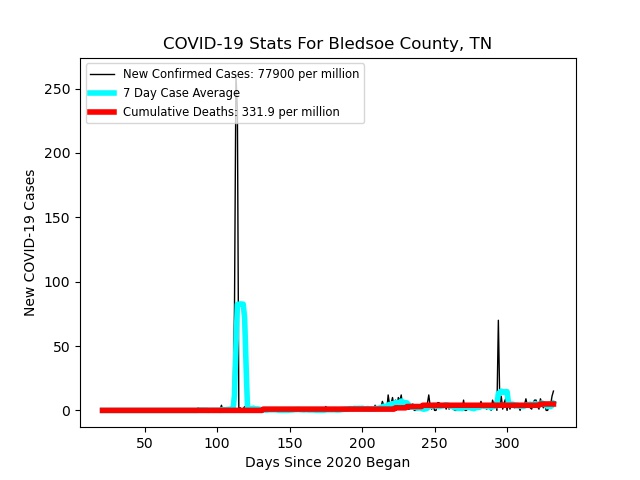 COVID-19 Stats For Bledsoe County, TN
New Confirmed Cases: 77900 per million
7 Day Case Average
Cumulative Deaths: 331.9 per million
New COVID-19 Cases
250
200
150
100
50
0
50 100 150 200 250 300
Days Since 2020 Began